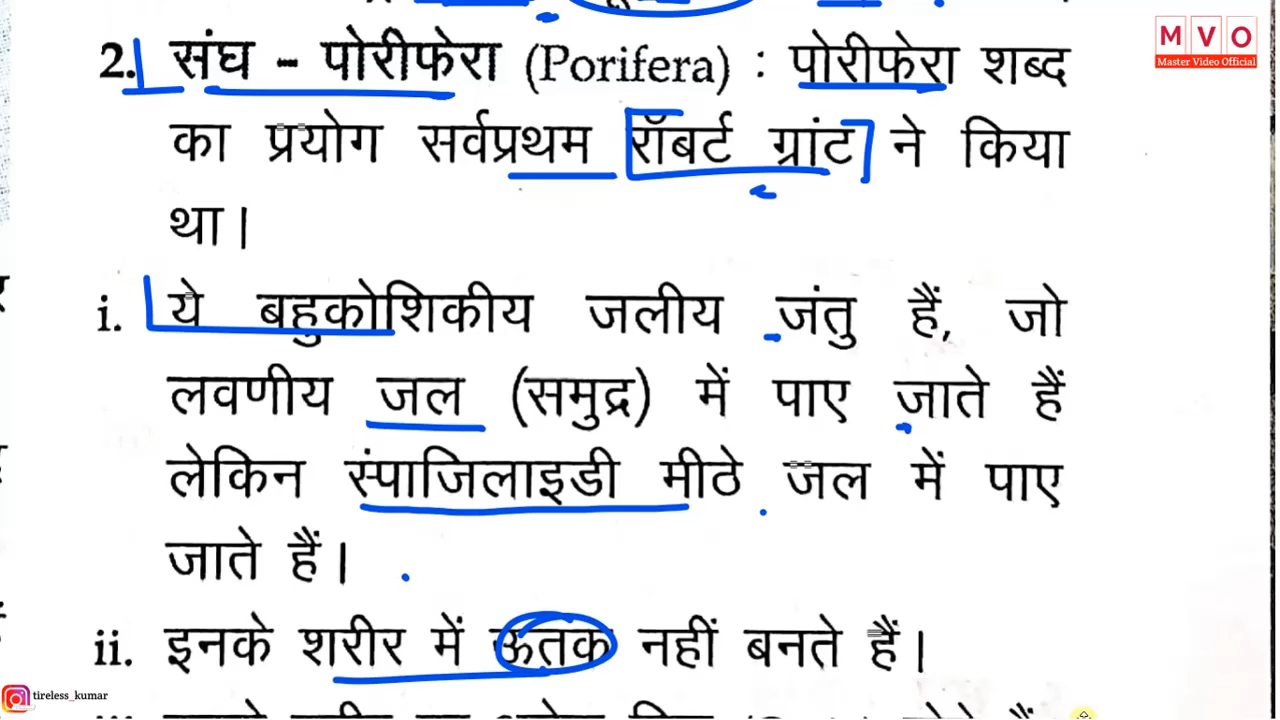 M V O
Master Video Official
2. संघ - पोरीफेरा (Porifera) : पोरीफेरा शब्द
का प्रयोग सर्वप्रथम रॉबर्ट ग्रांट ने किया
था।
i. ये बहुकोशिकीय जलीय जंतु हैं, जो
लवणीय जल (समुद्र) में पाए जाते हैं
लेकिन स्पंाजिलाइडी मीठे जल में पाए
जाते हैं।
ii. इनके शरीर में ऊतक नहीं बनते हैं।
tireless_kumar